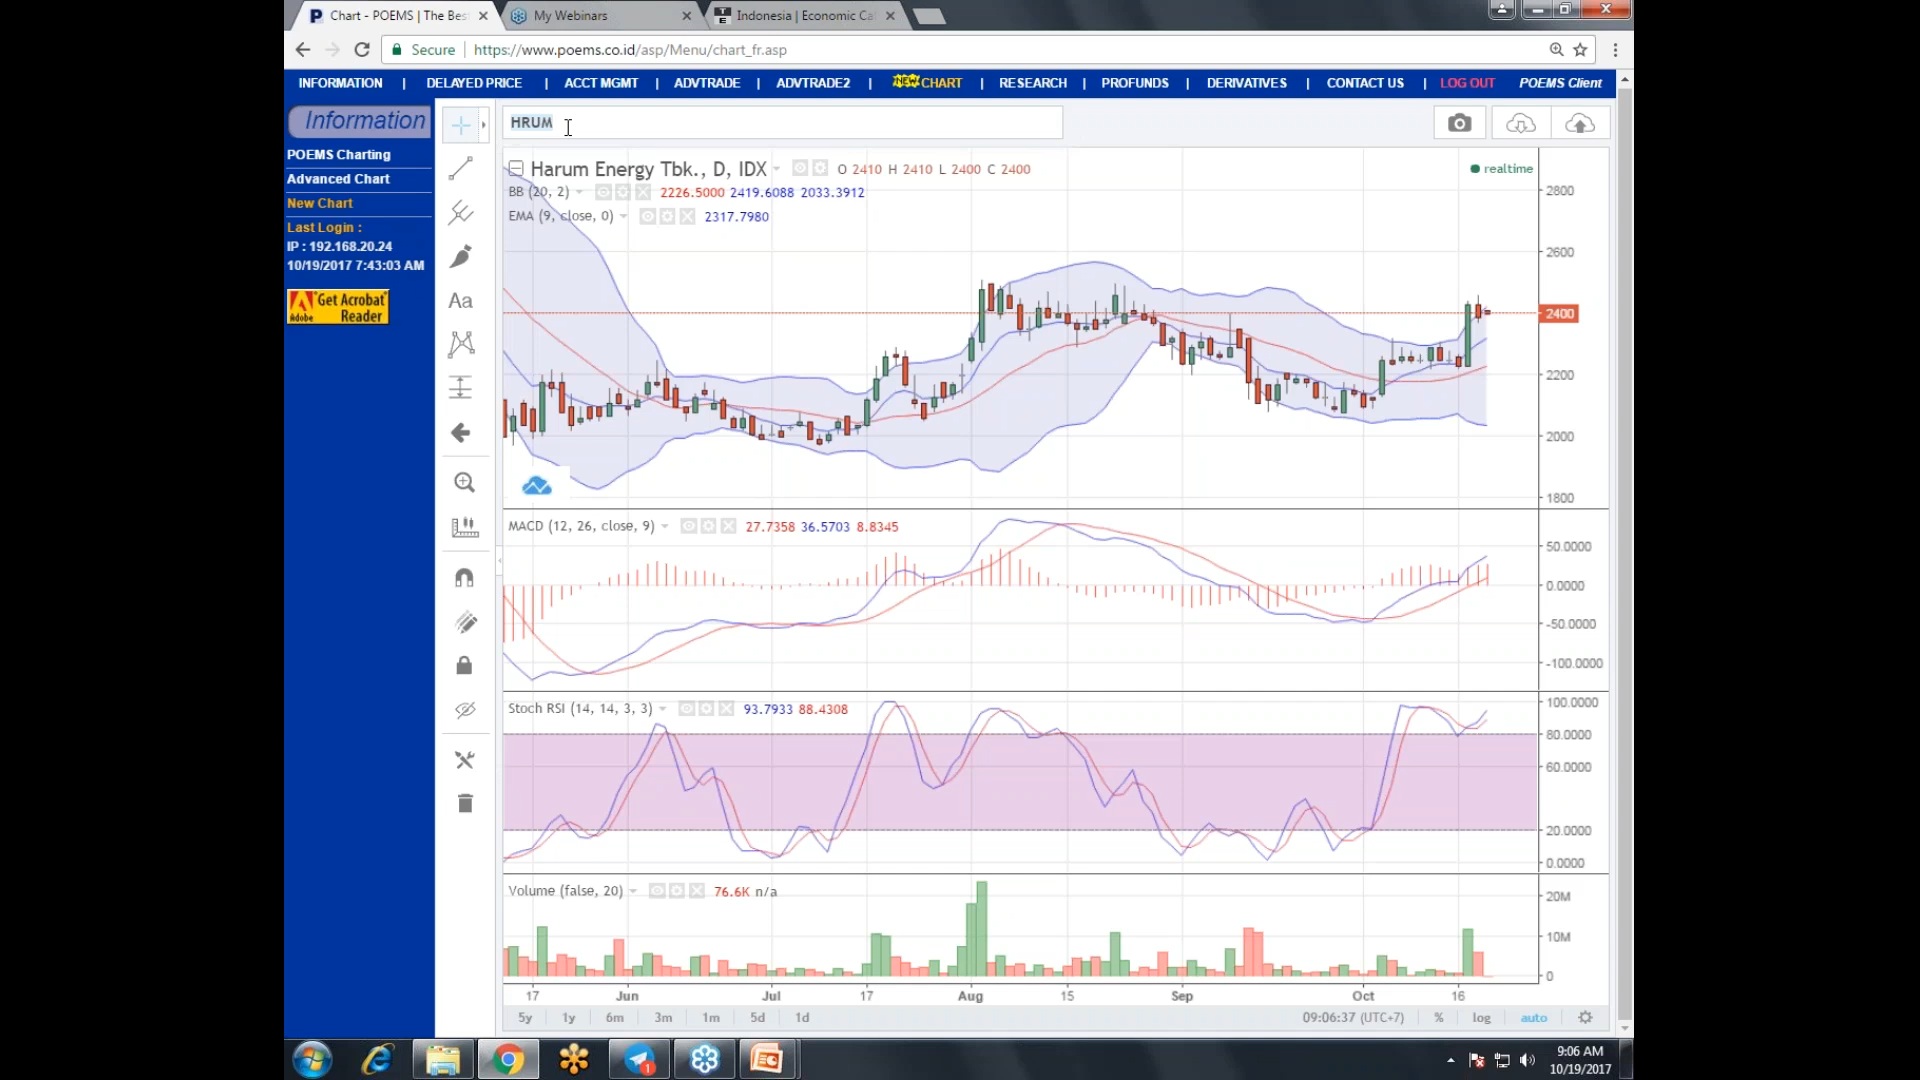 Chart - POEMS | The Bes
My Webinars
Indonesia | Economic Ca
Secure
https://www.poems.co.id/asp/Menu/chart_fr.asp
INFORMATION | DELAYED PRICE | ACCT MGMT | ADVTRADE | ADVTRADE2 | NEW CHART | RESEARCH | PROFUNDS | DERIVATIVES | CONTACT US | LOG OUT POEMS Client
Information
POEMS Charting
Advanced Chart
New Chart
Last Login :
IP : 192.168.20.24
10/19/2017 7:43:03 AM
Get Acrobat
Adobe Reader
Aa
HRUM
Harum Energy Tbk., D, IDX O 2410 H 2410 L 2400 C 2400
realtime
BB (20, 2) 2226.5000 2419.6088 2033.3912
EMA (9, close, 0) 2317.7980
2800
2600
2400
2200
2000
1800
MACD (12, 26, close, 9) 27.7358 36.5703 8.8345
50.0000
0.0000
-50.0000
-100.0000
Stoch RSI (14, 14, 3, 3) 93.7933 88.4308
100.0000
80.0000
60.0000
20.0000
0.0000
Volume (false, 20) 76.6K n/a
20M
10M
0
17 Jun Jul 17 Aug 15 Sep Oct 16
5y 1y 6m 3m 1m 5d 1d
09:06:37 (UTC+7) % log auto
1
9:06 AM
10/19/2017